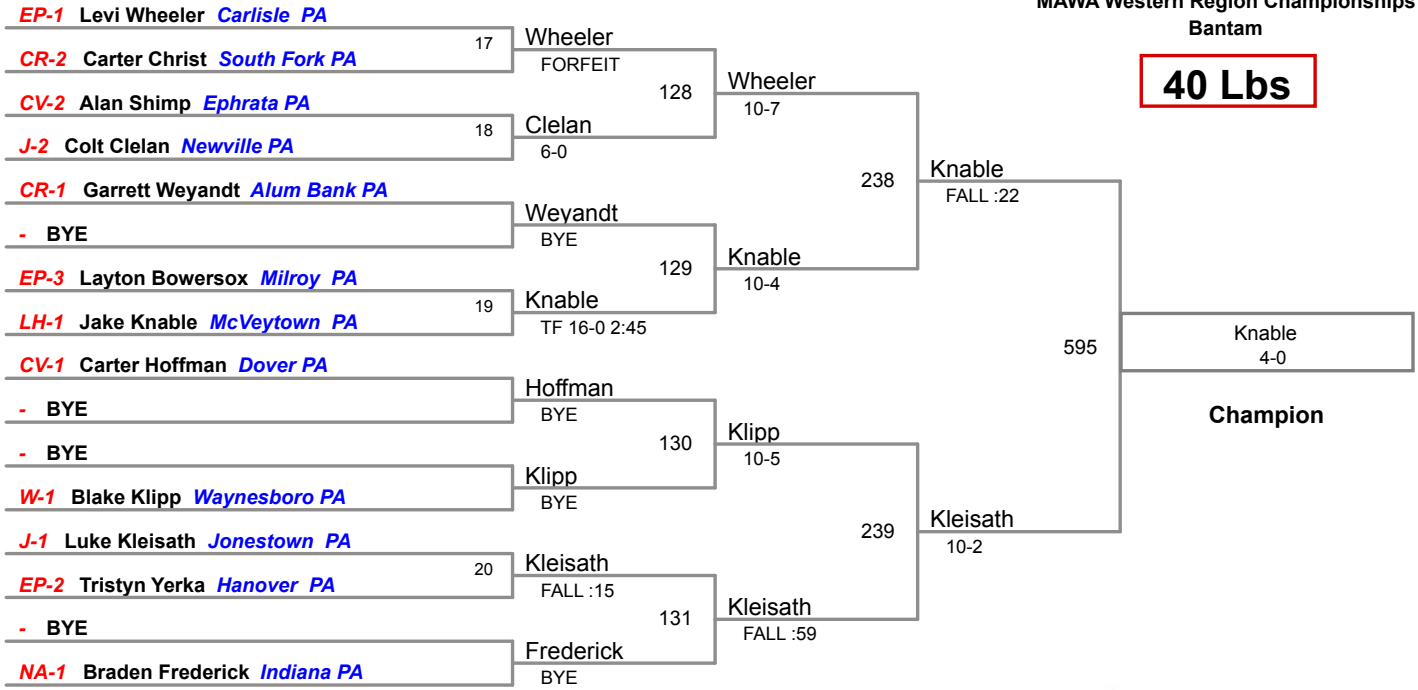 MAWA Western Region Championships
Bantam
40 Lbs
EP-1 Levi Wheeler Carlisle PA
CR-2 Carter Christ South Fork PA
CV-2 Alan Shimp Ephrata PA
J-2 Colt Clelan Newville PA
CR-1 Garrett Weyandt Alum Bank PA
- BYE
EP-3 Layton Bowersox Milroy PA
LH-1 Jake Knable McVeytown PA
CV-1 Carter Hoffman Dover PA
- BYE
- BYE
W-1 Blake Klipp Waynesboro PA
J-1 Luke Kleisath Jonestown PA
EP-2 Tristyn Yerka Hanover PA
- BYE
NA-1 Braden Frederick Indiana PA
17
18
19
20
Wheeler
FORFEIT
Clelan
6-0
Weyandt
BYE
Knable
TF 16-0 2:45
Hoffman
BYE
Klipp
BYE
Kleisath
FALL :15
Frederick
BYE
128
129
130
131
Wheeler
10-7
Knable
10-4
Klipp
10-5
Kleisath
FALL :59
238
239
Knable
FALL :22
Kleisath
10-2
595
Knable
4-0
Champion